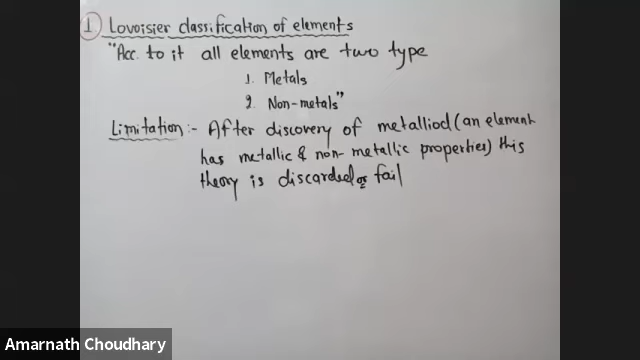 1. Lovoisier classification of elements
"Acc. to it all elements are two type
1. Metals
2. Non-metals"
Limitation:- After discovery of metalliod (an element
has metallic & non-metallic properties) this
theory is discarded or fail
Amarnath Choudhary